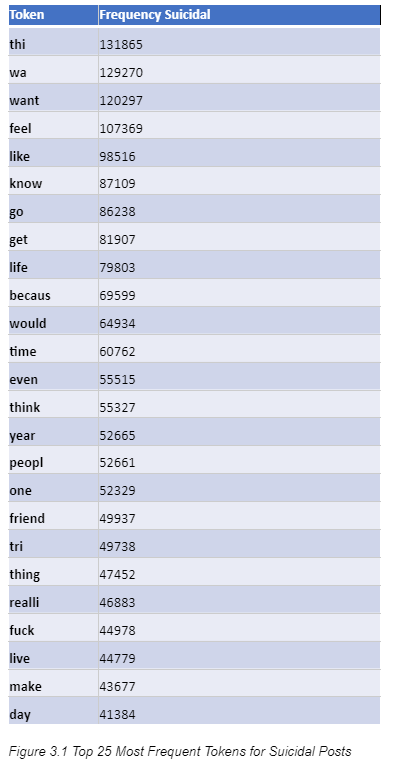 Token Frequency Suicidal
thi 131865
wa 129270
want 120297
feel 107369
like 98516
know 87109
go 86238
get 81907
life 79803
becaus 69599
would 64934
time 60762
even 55515
think 55327
year 52665
peopl 52661
one 52329
friend 49937
tri 49738
thing 47452
realli 46883
fuck 44978
live 44779
make 43677
day 41384
Figure 3.1 Top 25 Most Frequent Tokens for Suicidal Posts